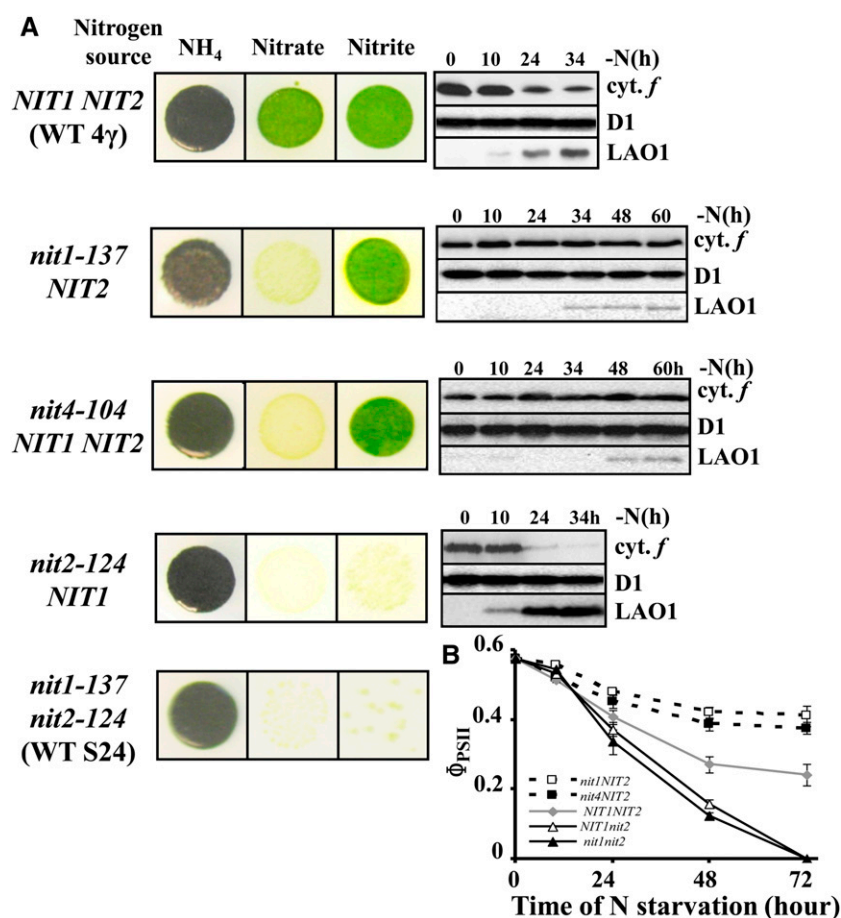 A
Nitrogen source
NH4
Nitrate
Nitrite
0 10 24 34 -N(h)
NIT1 NIT2
(WT 4γ)
cyt. f
D1
LAO1
0 10 24 34 48 60 -N(h)
nit1-137
NIT2
cyt. f
D1
LAO1
0 10 24 34 48 60h -N(h)
nit4-104
NIT1 NIT2
cyt. f
D1
LAO1
0 10 24 34h -N(h)
nit2-124
NIT1
cyt. f
D1
LAO1
nit1-137
nit2-124
(WT S24)
B
0.6
0.4
0.2
0
ΦPSII
nit1NIT2
nit4NIT2
NIT1NIT2
NIT1nit2
nit1nit2
0 24 48 72
Time of N starvation (hour)